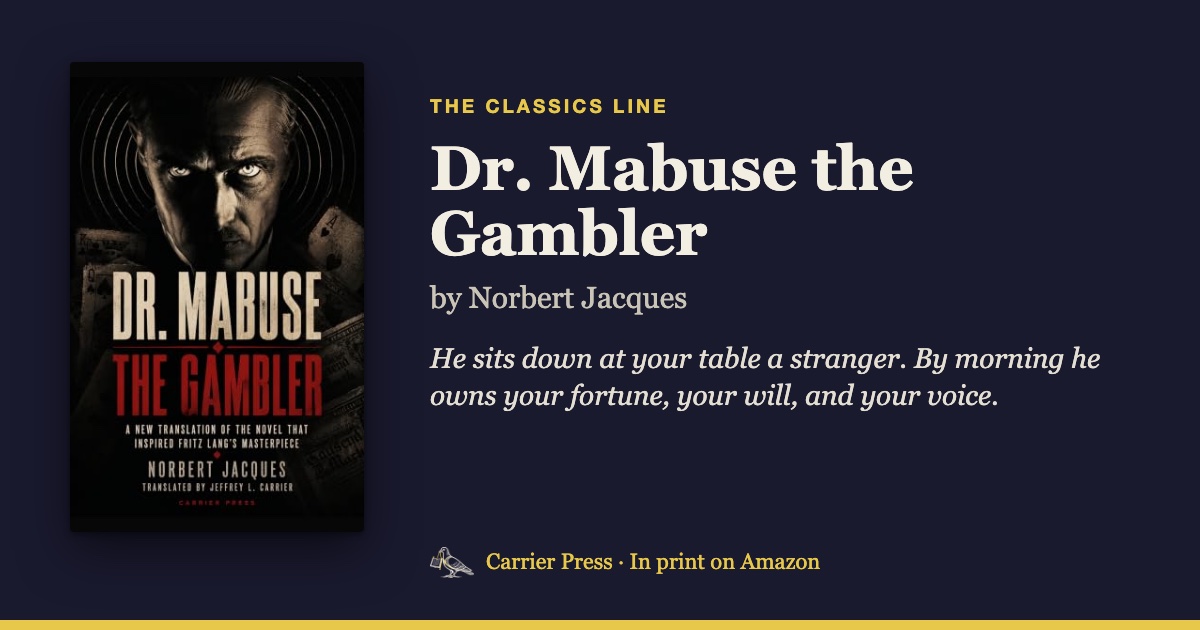 DR. MABUSE
THE GAMBLER
A NEW TRANSLATION OF THE NOVEL THAT
INSPIRED FRITZ LANG'S MASTERPIECE
NORBERT JACQUES
TRANSLATED BY JEFFREY L. CARRIER
CARRIER PRESS
THE CLASSICS LINE
Dr. Mabuse the
Gambler
by Norbert Jacques
He sits down at your table a stranger. By morning he
owns your fortune, your will, and your voice.
Carrier Press · In print on Amazon